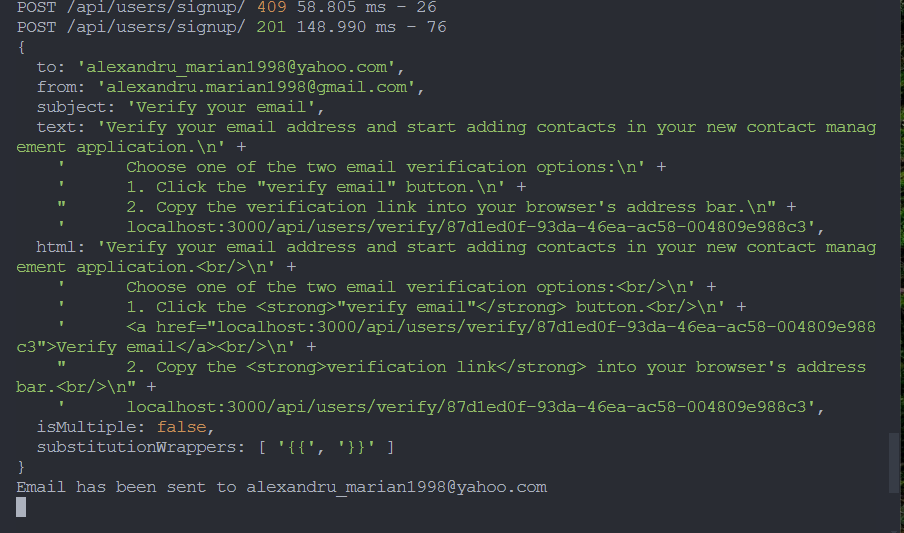 POST /api/users/signup/ 409 58.805 ms - 26
POST /api/users/signup/ 201 148.990 ms - 76
{
  to: 'alexandru_marian1998@yahoo.com',
  from: 'alexandru.marian1998@gmail.com',
  subject: 'Verify your email',
  text: 'Verify your email address and start adding contacts in your new contact manag
ement application.\n' +
    '      Choose one of the two email verification options:\n' +
    '      1. Click the "verify email" button.\n' +
    "      2. Copy the verification link into your browser's address bar.\n" +
    '      localhost:3000/api/users/verify/87d1ed0f-93da-46ea-ac58-004809e988c3',
  html: 'Verify your email address and start adding contacts in your new contact manag
ement application.<br/>\n' +
    '      Choose one of the two email verification options:<br/>\n' +
    '      1. Click the <strong>"verify email"</strong> button.<br/>\n' +
    '      <a href="localhost:3000/api/users/verify/87d1ed0f-93da-46ea-ac58-004809e988
c3">Verify email</a><br/>\n' +
    "      2. Copy the <strong>verification link</strong> into your browser's address
bar.<br/>\n" +
    '      localhost:3000/api/users/verify/87d1ed0f-93da-46ea-ac58-004809e988c3',
  isMultiple: false,
  substitutionWrappers: [ '{{', '}}' ]
}
Email has been sent to alexandru_marian1998@yahoo.com